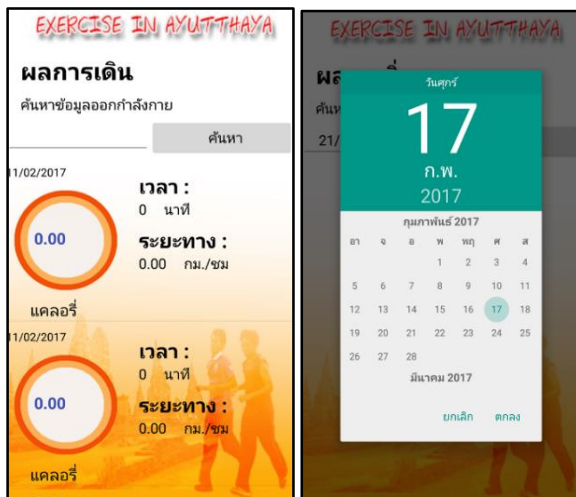 EXERCISE IN AYUTTHAYA
ผลการเดิน
ค้นหาข้อมูลออกกำลังกาย
ค้นหา
11/02/2017
เวลา :
0 นาที
0.00
ระยะทาง :
0.00 กม./ชม
แคลอรี่
11/02/2017
เวลา :
0 นาที
0.00
ระยะทาง :
0.00 กม./ชม
แคลอรี่
EXERCISE IN AYUTTHAYA
21/
วันศุกร์
17
ก.พ.
2017
กุมภาพันธ์ 2017
อา จ อ พ พฤ ศ ส
1 2 3 4
5 6 7 8 9 10 11
12 13 14 15 16 17 18
19 20 21 22 23 24 25
26 27 28
มีนาคม 2017
ยกเลิก ตกลง